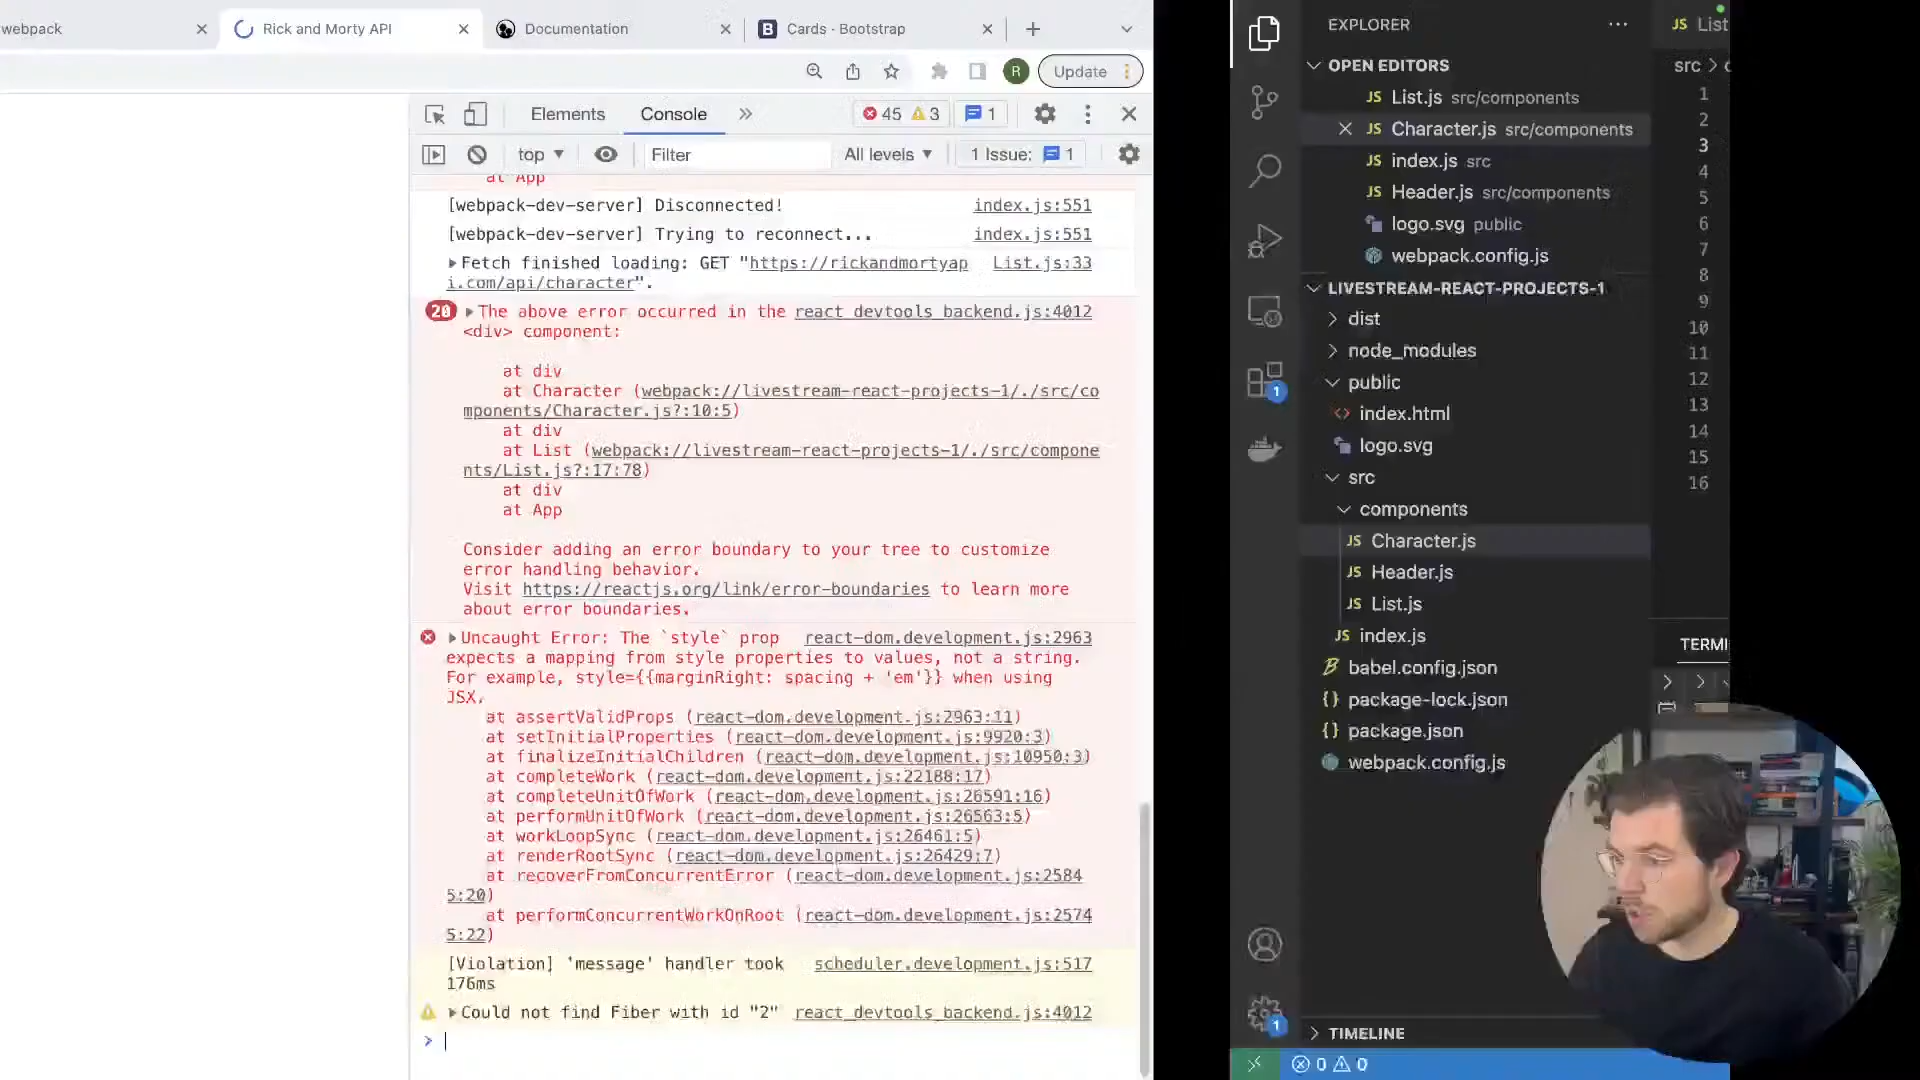 webpack
Rick and Morty API
Documentation
B Cards - Bootstrap
R Update
Elements Console 45 3 1
top Filter All levels 1 Issue: 1
at App
[webpack-dev-server] Disconnected! index.js:551
[webpack-dev-server] Trying to reconnect... index.js:551
Fetch finished loading: GET "https://rickandmortyap List.js:33
i.com/api/character".
20 The above error occurred in the react_devtools_backend.js:4012
<div> component:
at div
at Character (webpack://livestream-react-projects-1/./src/co
mponents/Character.js?:10:5)
at div
at List (webpack://livestream-react-projects-1/./src/compone
nts/List.js?:17:78)
at div
at App
Consider adding an error boundary to your tree to customize
error handling behavior.
Visit https://reactjs.org/link/error-boundaries to learn more
about error boundaries.
Uncaught Error: The `style` prop react-dom.development.js:2963
expects a mapping from style properties to values, not a string.
For example, style={{marginRight: spacing + 'em'}} when using
JSX.
at assertValidProps (react-dom.development.js:2963:11)
at setInitialProperties (react-dom.development.js:9920:3)
at finalizeInitialChildren (react-dom.development.js:10950:3)
at completeWork (react-dom.development.js:22188:17)
at completeUnitOfWork (react-dom.development.js:26591:16)
at performUnitOfWork (react-dom.development.js:26563:5)
at workLoopSync (react-dom.development.js:26461:5)
at renderRootSync (react-dom.development.js:26429:7)
at recoverFromConcurrentError (react-dom.development.js:2584
5:20)
at performConcurrentWorkOnRoot (react-dom.development.js:2574
5:22)
[Violation] 'message' handler took scheduler.development.js:517
176ms
Could not find Fiber with id "2" react_devtools_backend.js:4012
>
EXPLORER ...
OPEN EDITORS
JS List.js src/components
JS Character.js src/components
JS index.js src
JS Header.js src/components
logo.svg public
webpack.config.js
LIVESTREAM-REACT-PROJECTS-1
dist
node_modules
public
<> index.html
logo.svg
src
components
JS Character.js
JS Header.js
JS List.js
JS index.js
babel.config.json
{} package-lock.json
{} package.json
webpack.config.js
TIMELINE
0 0
1
1
JS List
src >
1
2
3
4
5
6
7
8
9
10
11
12
13
14
15
16
TERMI